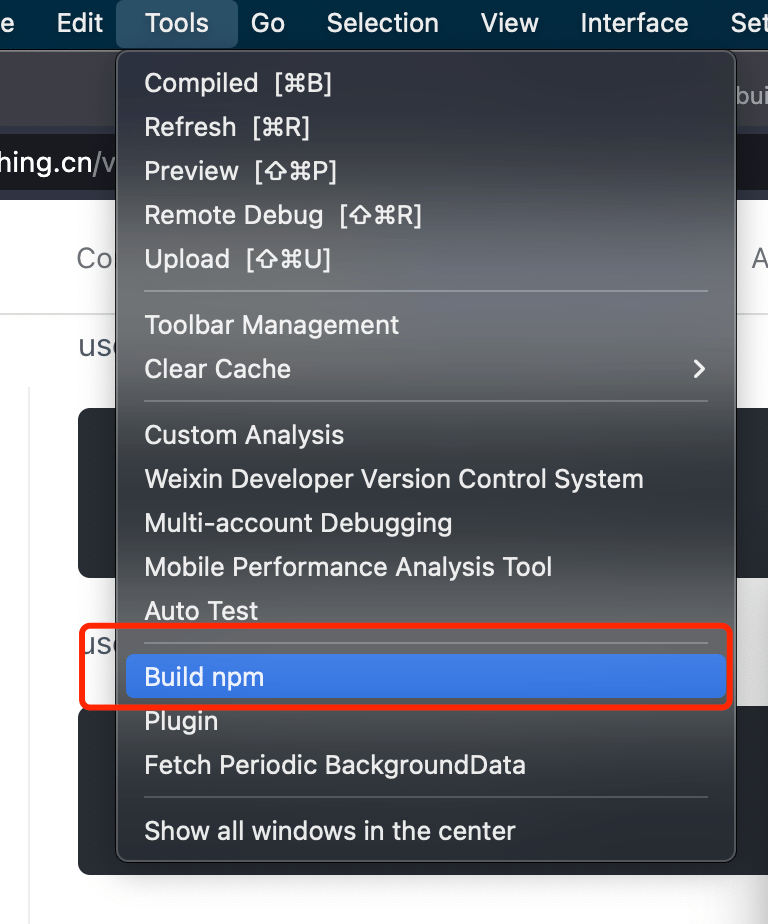 e Edit Tools Go Selection View Interface Set
bui
hing.cn/v
Compiled [⌘B]
Refresh [⌘R]
Preview [⇧⌘P]
Remote Debug [⇧⌘R]
Co
A
Upload [⇧⌘U]
Toolbar Management
use
Clear Cache
Custom Analysis
Weixin Developer Version Control System
Multi-account Debugging
Mobile Performance Analysis Tool
Auto Test
use
Build npm
Plugin
Fetch Periodic BackgroundData
Show all windows in the center